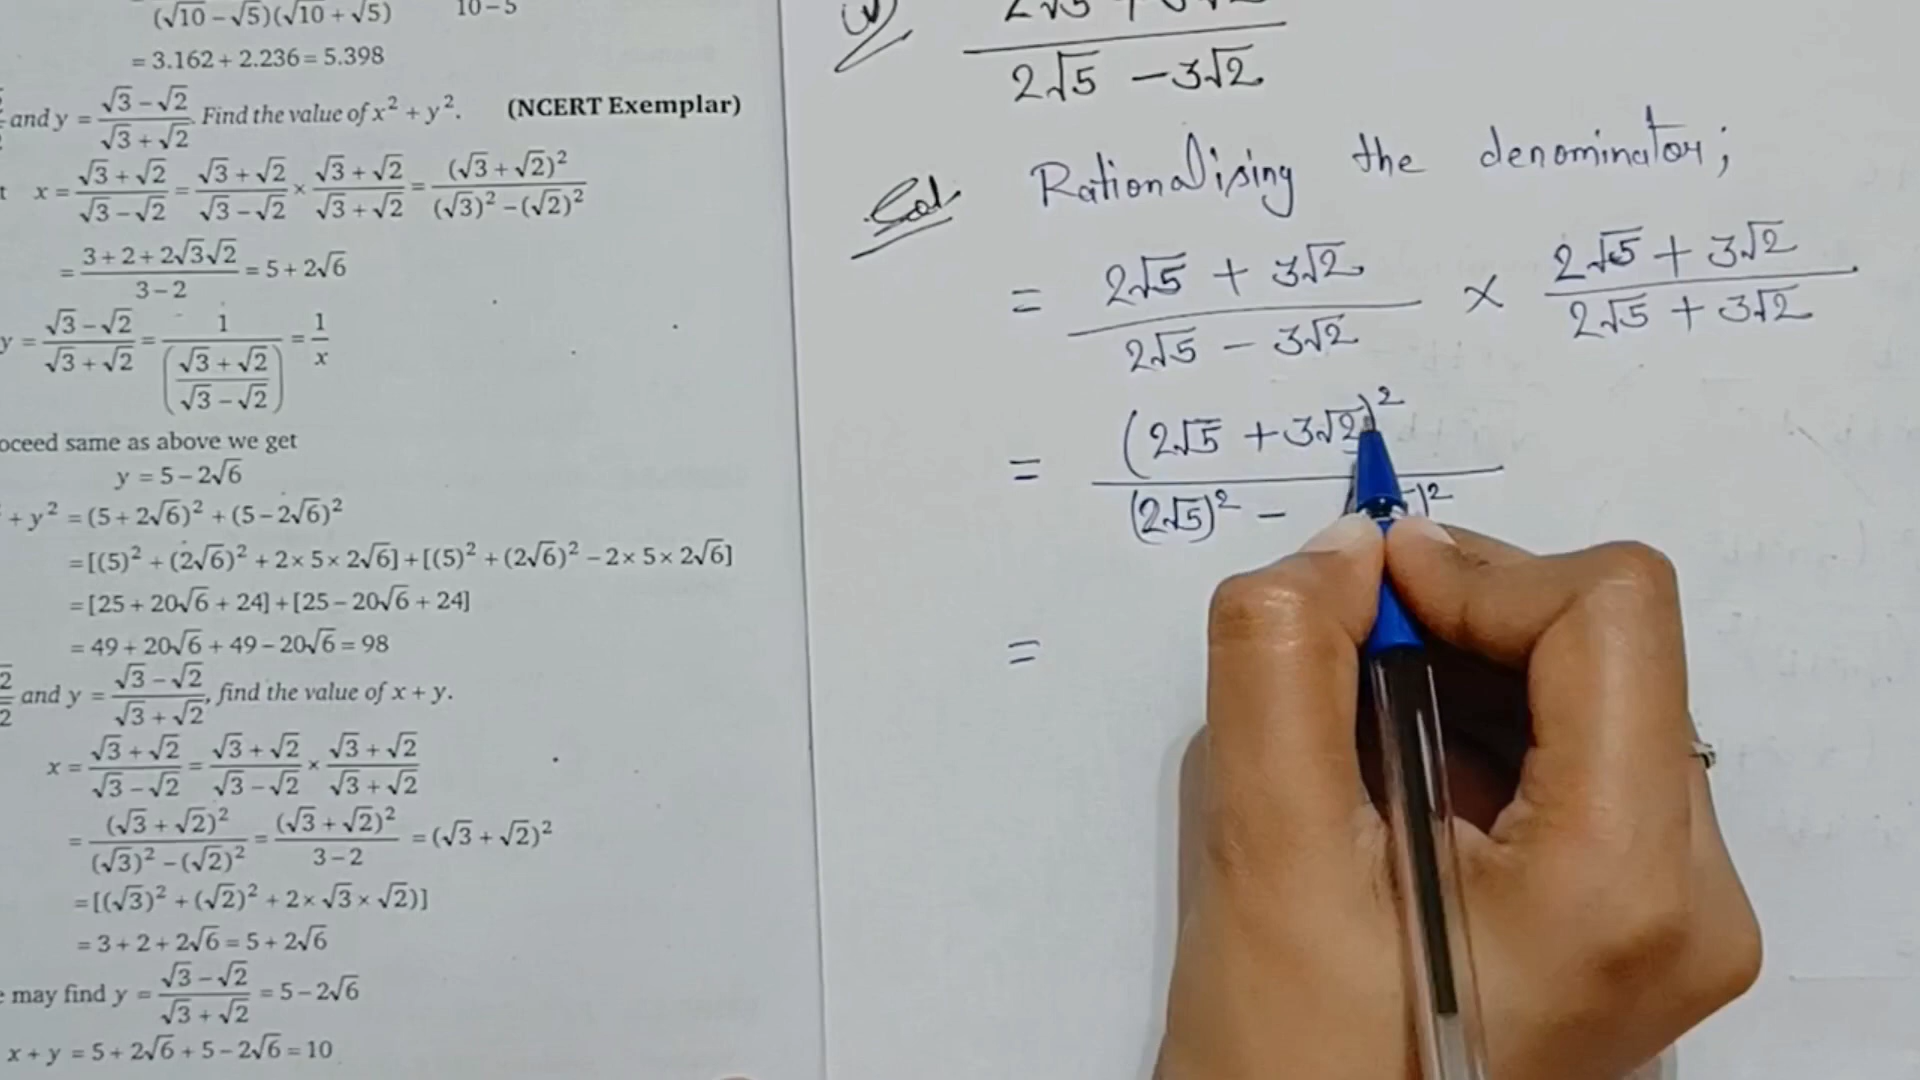 (√10 − √5)(√10 + √5) 10 − 5
= 3.162 + 2.236 = 5.398
and y = (√3 − √2)/(√3 + √2). Find the value of x² + y². (NCERT Exemplar)
x = (√3 + √2)/(√3 − √2) = (√3 + √2)/(√3 − √2) × (√3 + √2)/(√3 + √2) = (√3 + √2)²/((√3)² − (√2)²)
= (3 + 2 + 2√3√2)/(3 − 2) = 5 + 2√6
y = (√3 − √2)/(√3 + √2) = 1/((√3 + √2)/(√3 − √2)) = 1/x
same as above we get
y = 5 − 2√6
+ y² = (5 + 2√6)² + (5 − 2√6)²
= [(5)² + (2√6)² + 2 × 5 × 2√6] + [(5)² + (2√6)² − 2 × 5 × 2√6]
= [25 + 20√6 + 24] + [25 − 20√6 + 24]
= 49 + 20√6 + 49 − 20√6 = 98
and y = (√3 − √2)/(√3 + √2), find the value of x + y.
x = (√3 + √2)/(√3 − √2) = (√3 + √2)/(√3 − √2) × (√3 + √2)/(√3 + √2)
= (√3 + √2)²/((√3)² − (√2)²) = (√3 + √2)²/(3 − 2) = (√3 + √2)²
= [(√3)² + (√2)² + 2 × √3 × √2)]
= 3 + 2 + 2√6 = 5 + 2√6
may find y = (√3 − √2)/(√3 + √2) = 5 − 2√6
x + y = 5 + 2√6 + 5 − 2√6 = 10
2√5 − 3√2
Sol Rationalising the denominator;
= (2√5 + 3√2)/(2√5 − 3√2) × (2√5 + 3√2)/(2√5 + 3√2)
= (2√5 + 3√2)²
(2√5)² − )²
=